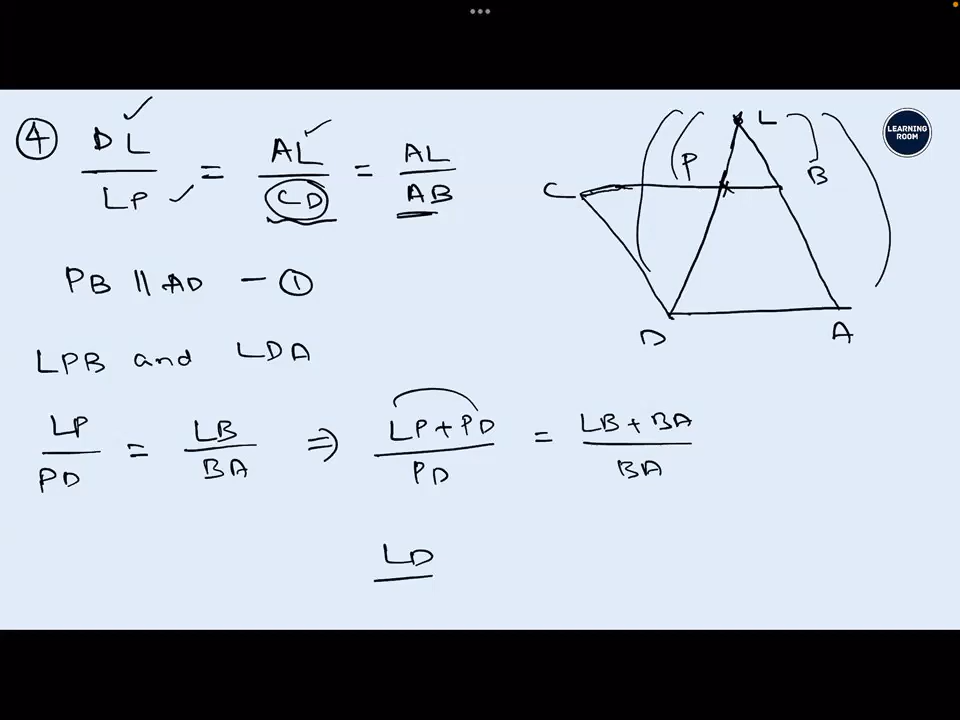 ④ DL / LP = AL / CD = AL / AB
PB || AD — ①
LPB and LDA
LP / PD = LB / BA ⇒ LP + PD / PD = LB + BA / BA
LD
L
P
B
C
D
A
LEARNING
ROOM